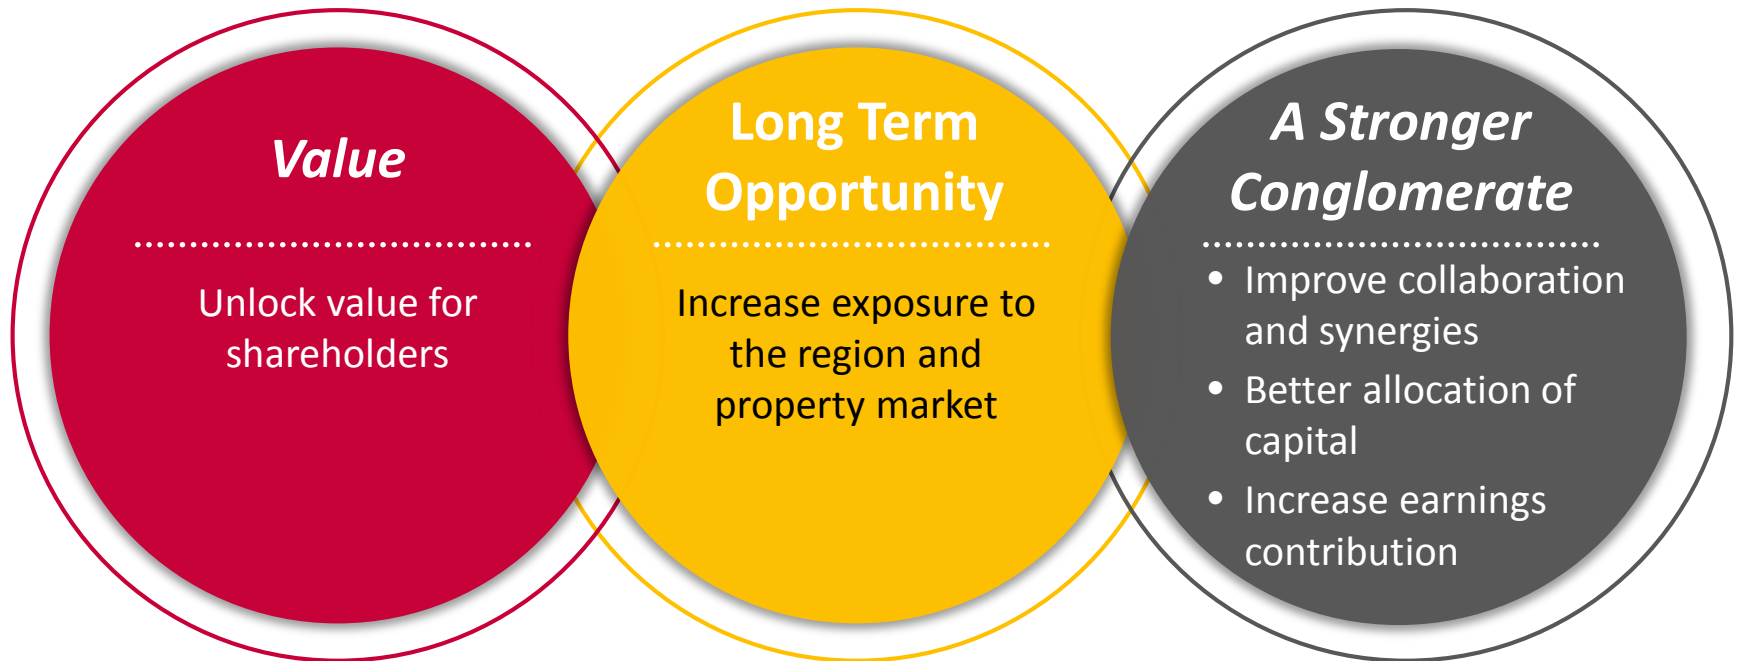 Value
Unlock value for
shareholders
Long Term
Opportunity
Increase exposure to
the region and
property market
A Stronger
Conglomerate
• Improve collaboration
and synergies
• Better allocation of
capital
• Increase earnings
contribution